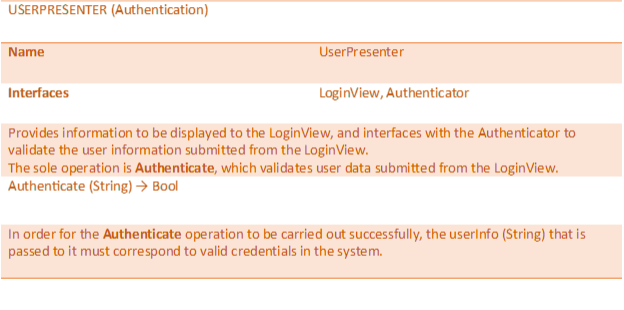 USERPRESENTER (Authentication)
Name UserPresenter
Interfaces LoginView, Authenticator
Provides information to be displayed to the LoginView, and interfaces with the Authenticator to
validate the user information submitted from the LoginView.
The sole operation is Authenticate, which validates user data submitted from the LoginView.
Authenticate (String) → Bool
In order for the Authenticate operation to be carried out successfully, the userInfo (String) that is
passed to it must correspond to valid credentials in the system.